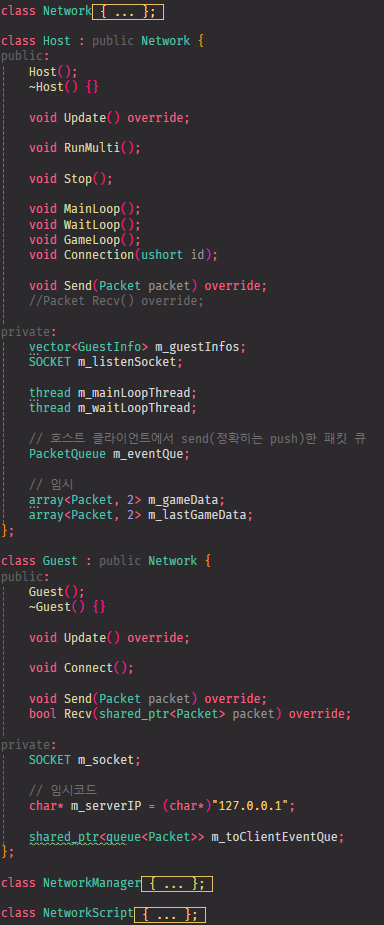 class Network{ ... };
class Host : public Network {
public:
Host();
~Host() {}
void Update() override;
void RunMulti();
void Stop();
void MainLoop();
void WaitLoop();
void GameLoop();
void Connection(ushort id);
void Send(Packet packet) override;
//Packet Recv() override;
private:
vector<GuestInfo> m_guestInfos;
SOCKET m_listenSocket;
thread m_mainLoopThread;
thread m_waitLoopThread;
// 호스트 클라이언트에서 send(정확히는 push)한 패킷 큐
PacketQueue m_eventQue;
// 임시
array<Packet, 2> m_gameData;
array<Packet, 2> m_lastGameData;
};
class Guest : public Network {
public:
Guest();
~Guest() {}
void Update() override;
void Connect();
void Send(Packet packet) override;
bool Recv(shared_ptr<Packet> packet) override;
private:
SOCKET m_socket;
// 임시코드
char* m_serverIP = (char*)"127.0.0.1";
shared_ptr<queue<Packet>> m_toClientEventQue;
};
class NetworkManager{ ... };
class NetworkScript{ ... };